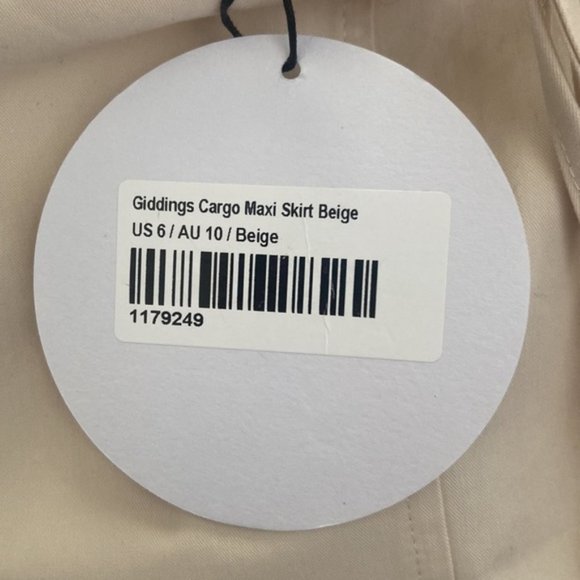 Giddings Cargo Maxi Skirt Beige
US 6 / AU 10 / Beige
1179249